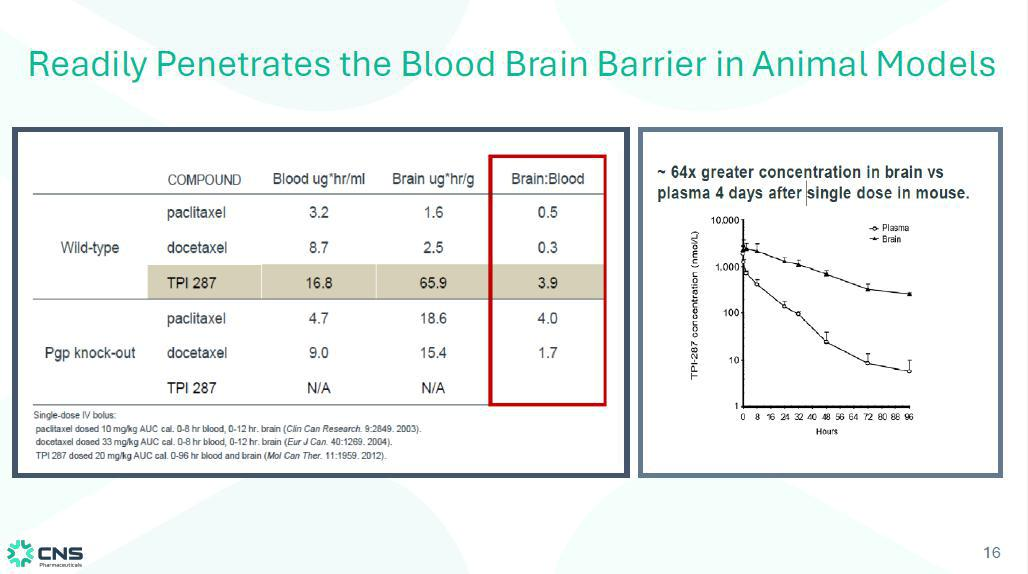 Readily Penetrates the Blood Brain Barrier in Animal Models
COMPOUND Blood ug*hr/ml Brain ug*hr/g Brain:Blood
paclitaxel 3.2 1.6 0.5
Wild-type docetaxel 8.7 2.5 0.3
TPI 287 16.8 65.9 3.9
paclitaxel 4.7 18.6 4.0
Pgp knock-out docetaxel 9.0 15.4 1.7
TPI 287 N/A N/A
Single-dose IV bolus:
paclitaxel dosed 10 mg/kg AUC cal. 0-8 hr blood, 0-12 hr. brain (Clin Can Research. 9:2849. 2003).
docetaxel dosed 33 mg/kg AUC cal. 0-8 hr blood, 0-12 hr. brain (Eur J Can. 40:1269. 2004).
TPI 287 dosed 20 mg/kg AUC cal. 0-96 hr blood and brain (Mol Can Ther. 11:1959. 2012).
~ 64x greater concentration in brain vs
plasma 4 days after single dose in mouse.
TPI-287 concentration (nmol/L)
10,000
1,000
100
10
1
Plasma
Brain
0 8 16 24 32 40 48 56 64 72 80 88 96
Hours
CNS
Pharmaceuticals
16